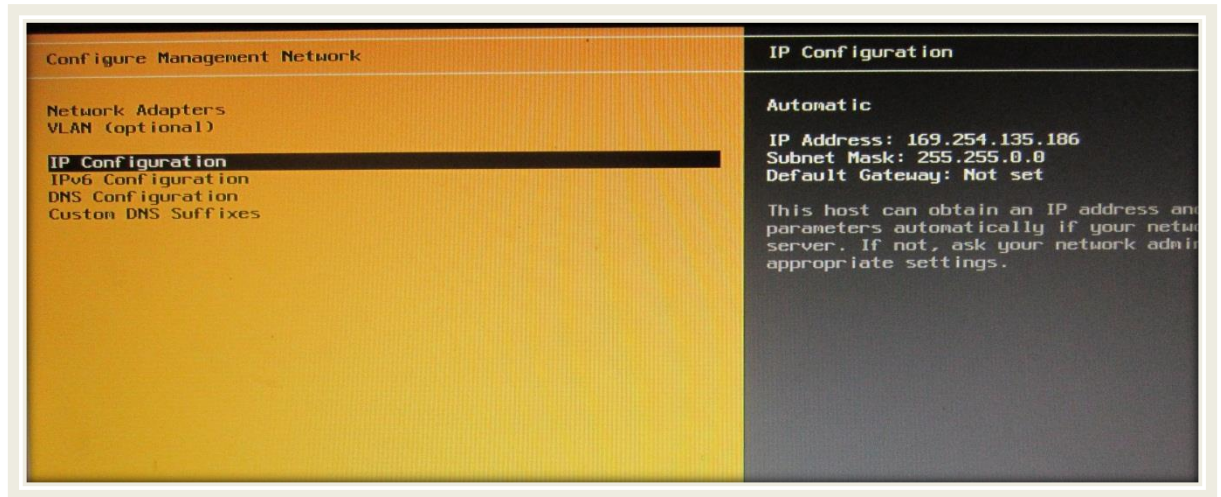 Configure Management Network
Network Adapters
VLAN (optional)
IP Configuration
IPv6 Configuration
DNS Configuration
Custom DNS Suffixes
IP Configuration
Automatic
IP Address: 169.254.135.186
Subnet Mask: 255.255.0.0
Default Gateway: Not set
This host can obtain an IP address and
parameters automatically if your
server. If not, ask your network
appropriate settings.